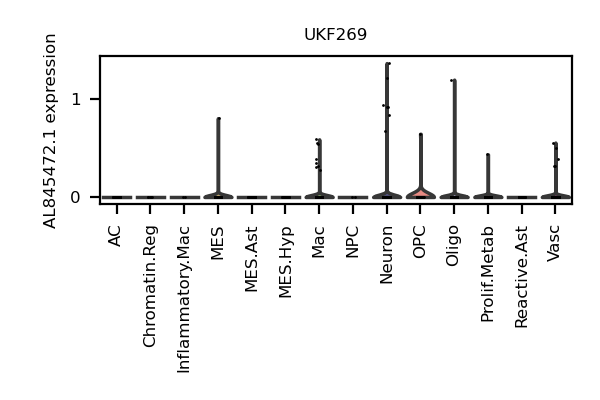 UKF269
AL845472.1 expression
1
0
AC
Chromatin.Reg
Inflammatory.Mac
MES
MES.Ast
MES.Hyp
Mac
NPC
Neuron
OPC
Oligo
Prolif.Metab
Reactive.Ast
Vasc